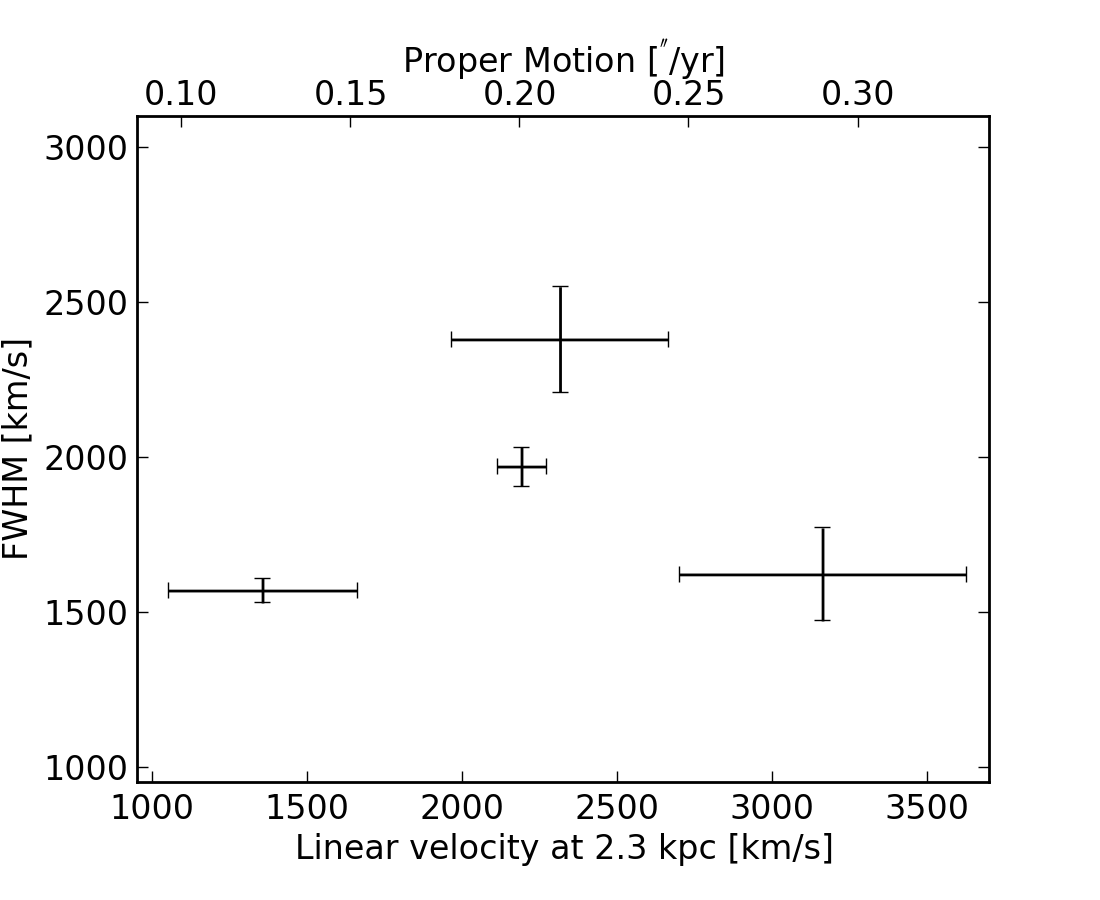 Proper Motion [″/yr]
0.10 0.15 0.20 0.25 0.30
3000
2500
2000
1500
1000
FWHM [km/s]
1000 1500 2000 2500 3000 3500
Linear velocity at 2.3 kpc [km/s]